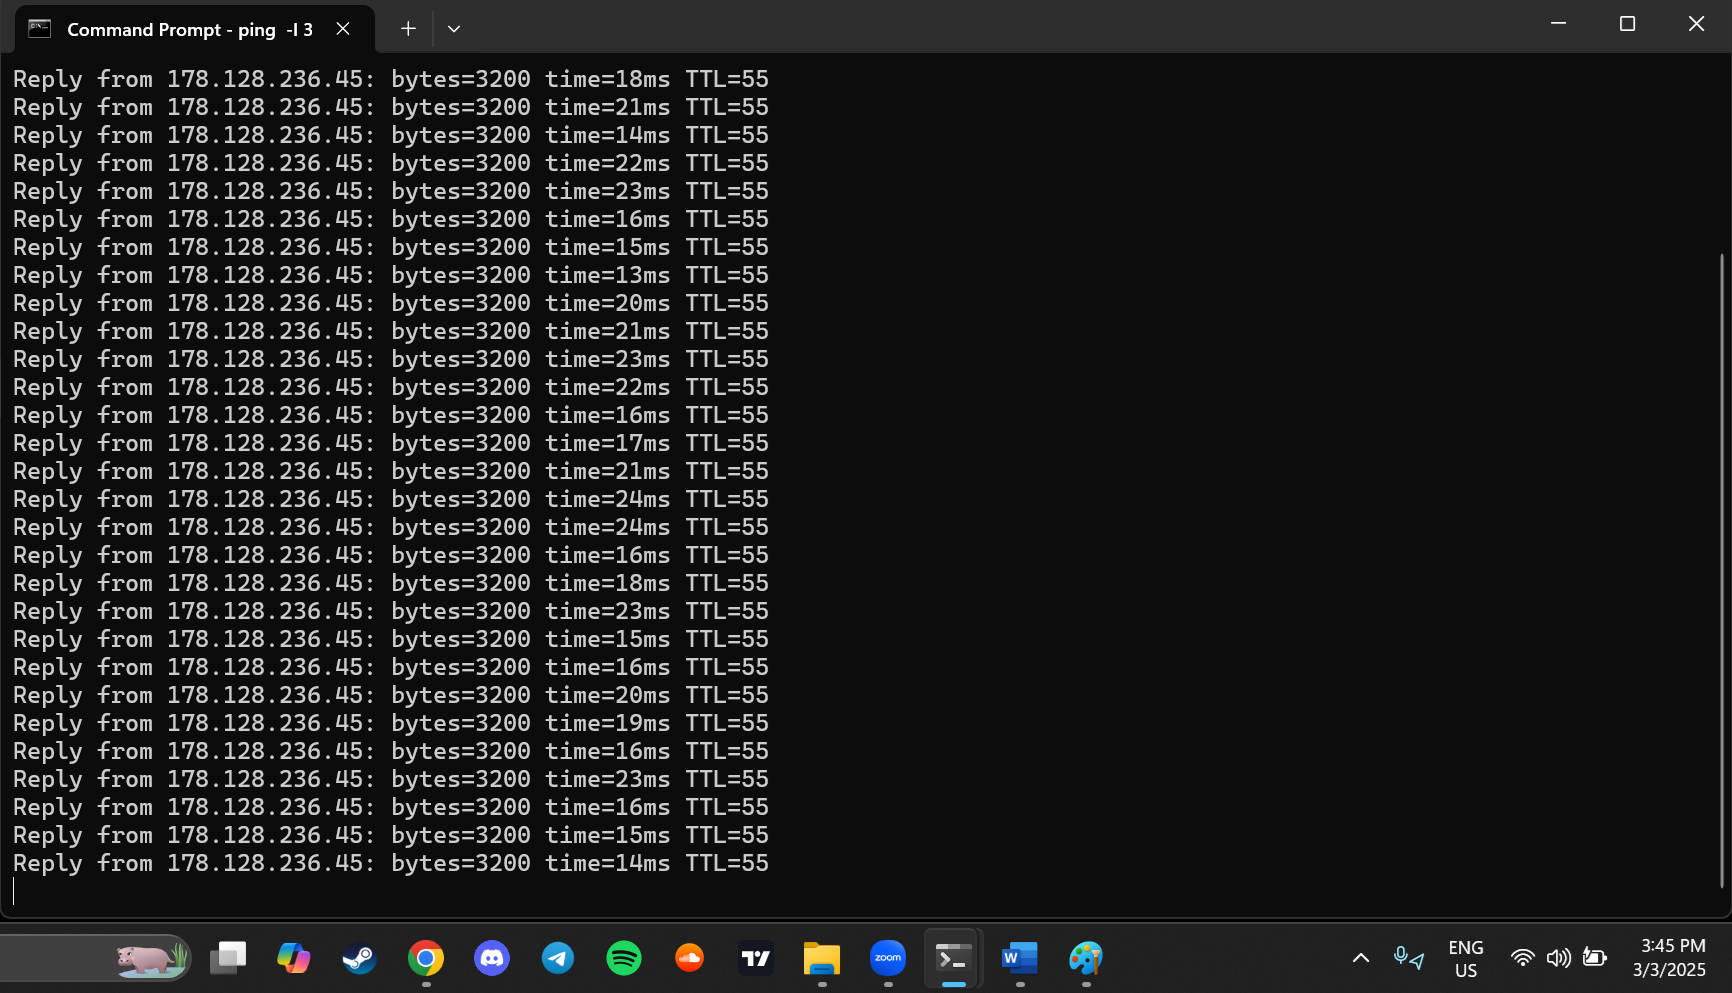 Command Prompt - ping -l 3
Reply from 178.128.236.45: bytes=3200 time=18ms TTL=55
Reply from 178.128.236.45: bytes=3200 time=21ms TTL=55
Reply from 178.128.236.45: bytes=3200 time=14ms TTL=55
Reply from 178.128.236.45: bytes=3200 time=22ms TTL=55
Reply from 178.128.236.45: bytes=3200 time=23ms TTL=55
Reply from 178.128.236.45: bytes=3200 time=16ms TTL=55
Reply from 178.128.236.45: bytes=3200 time=15ms TTL=55
Reply from 178.128.236.45: bytes=3200 time=13ms TTL=55
Reply from 178.128.236.45: bytes=3200 time=20ms TTL=55
Reply from 178.128.236.45: bytes=3200 time=21ms TTL=55
Reply from 178.128.236.45: bytes=3200 time=23ms TTL=55
Reply from 178.128.236.45: bytes=3200 time=22ms TTL=55
Reply from 178.128.236.45: bytes=3200 time=16ms TTL=55
Reply from 178.128.236.45: bytes=3200 time=17ms TTL=55
Reply from 178.128.236.45: bytes=3200 time=21ms TTL=55
Reply from 178.128.236.45: bytes=3200 time=24ms TTL=55
Reply from 178.128.236.45: bytes=3200 time=24ms TTL=55
Reply from 178.128.236.45: bytes=3200 time=16ms TTL=55
Reply from 178.128.236.45: bytes=3200 time=18ms TTL=55
Reply from 178.128.236.45: bytes=3200 time=23ms TTL=55
Reply from 178.128.236.45: bytes=3200 time=15ms TTL=55
Reply from 178.128.236.45: bytes=3200 time=16ms TTL=55
Reply from 178.128.236.45: bytes=3200 time=20ms TTL=55
Reply from 178.128.236.45: bytes=3200 time=19ms TTL=55
Reply from 178.128.236.45: bytes=3200 time=16ms TTL=55
Reply from 178.128.236.45: bytes=3200 time=23ms TTL=55
Reply from 178.128.236.45: bytes=3200 time=16ms TTL=55
Reply from 178.128.236.45: bytes=3200 time=15ms TTL=55
Reply from 178.128.236.45: bytes=3200 time=14ms TTL=55
zoom
W
ENG
US
3:45 PM
3/3/2025